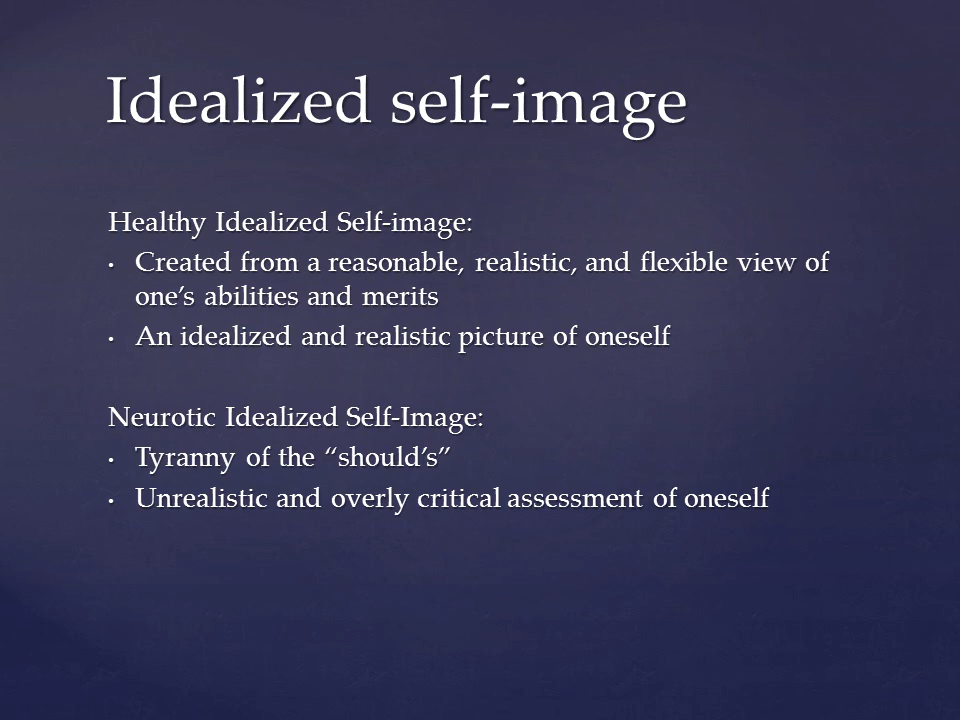 Idealized self-image
Healthy Idealized Self-image:
• Created from a reasonable, realistic, and flexible view of
one’s abilities and merits
• An idealized and realistic picture of oneself
Neurotic Idealized Self-Image:
• Tyranny of the “should’s”
• Unrealistic and overly critical assessment of oneself